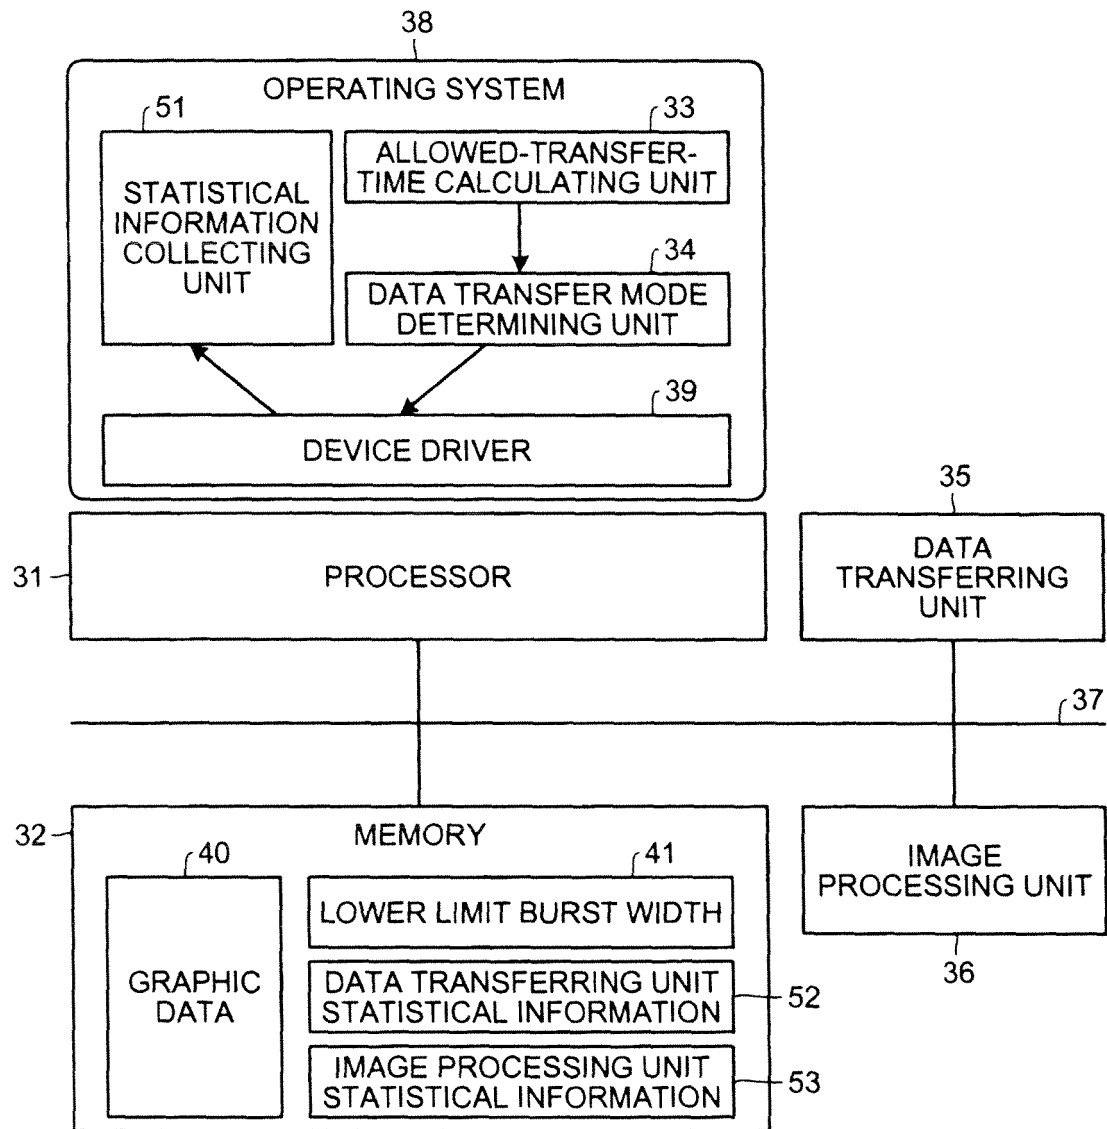 38
OPERATING SYSTEM
51
33
STATISTICAL
INFORMATION
COLLECTING
UNIT
ALLOWED-TRANSFER-
TIME CALCULATING UNIT
34
DATA TRANSFER MODE
DETERMINING UNIT
39
DEVICE DRIVER
35
31
PROCESSOR
DATA
TRANSFERRING
UNIT
37
32
MEMORY
40
41
GRAPHIC
DATA
LOWER LIMIT BURST WIDTH
DATA TRANSFERRING UNIT
STATISTICAL INFORMATION
52
IMAGE PROCESSING UNIT
STATISTICAL INFORMATION
53
IMAGE
PROCESSING UNIT
36